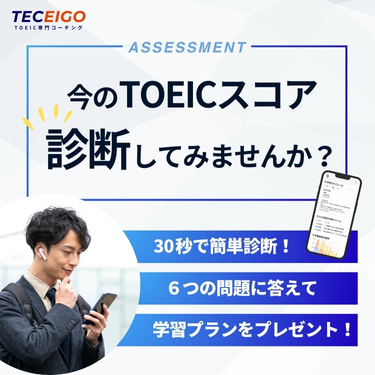 TECEIGO
TOEIC専門コーチング
ASSESSMENT
今のTOEICスコア
診断してみませんか？
30秒で簡単診断！
６つの問題に答えて
学習プランをプレゼント！